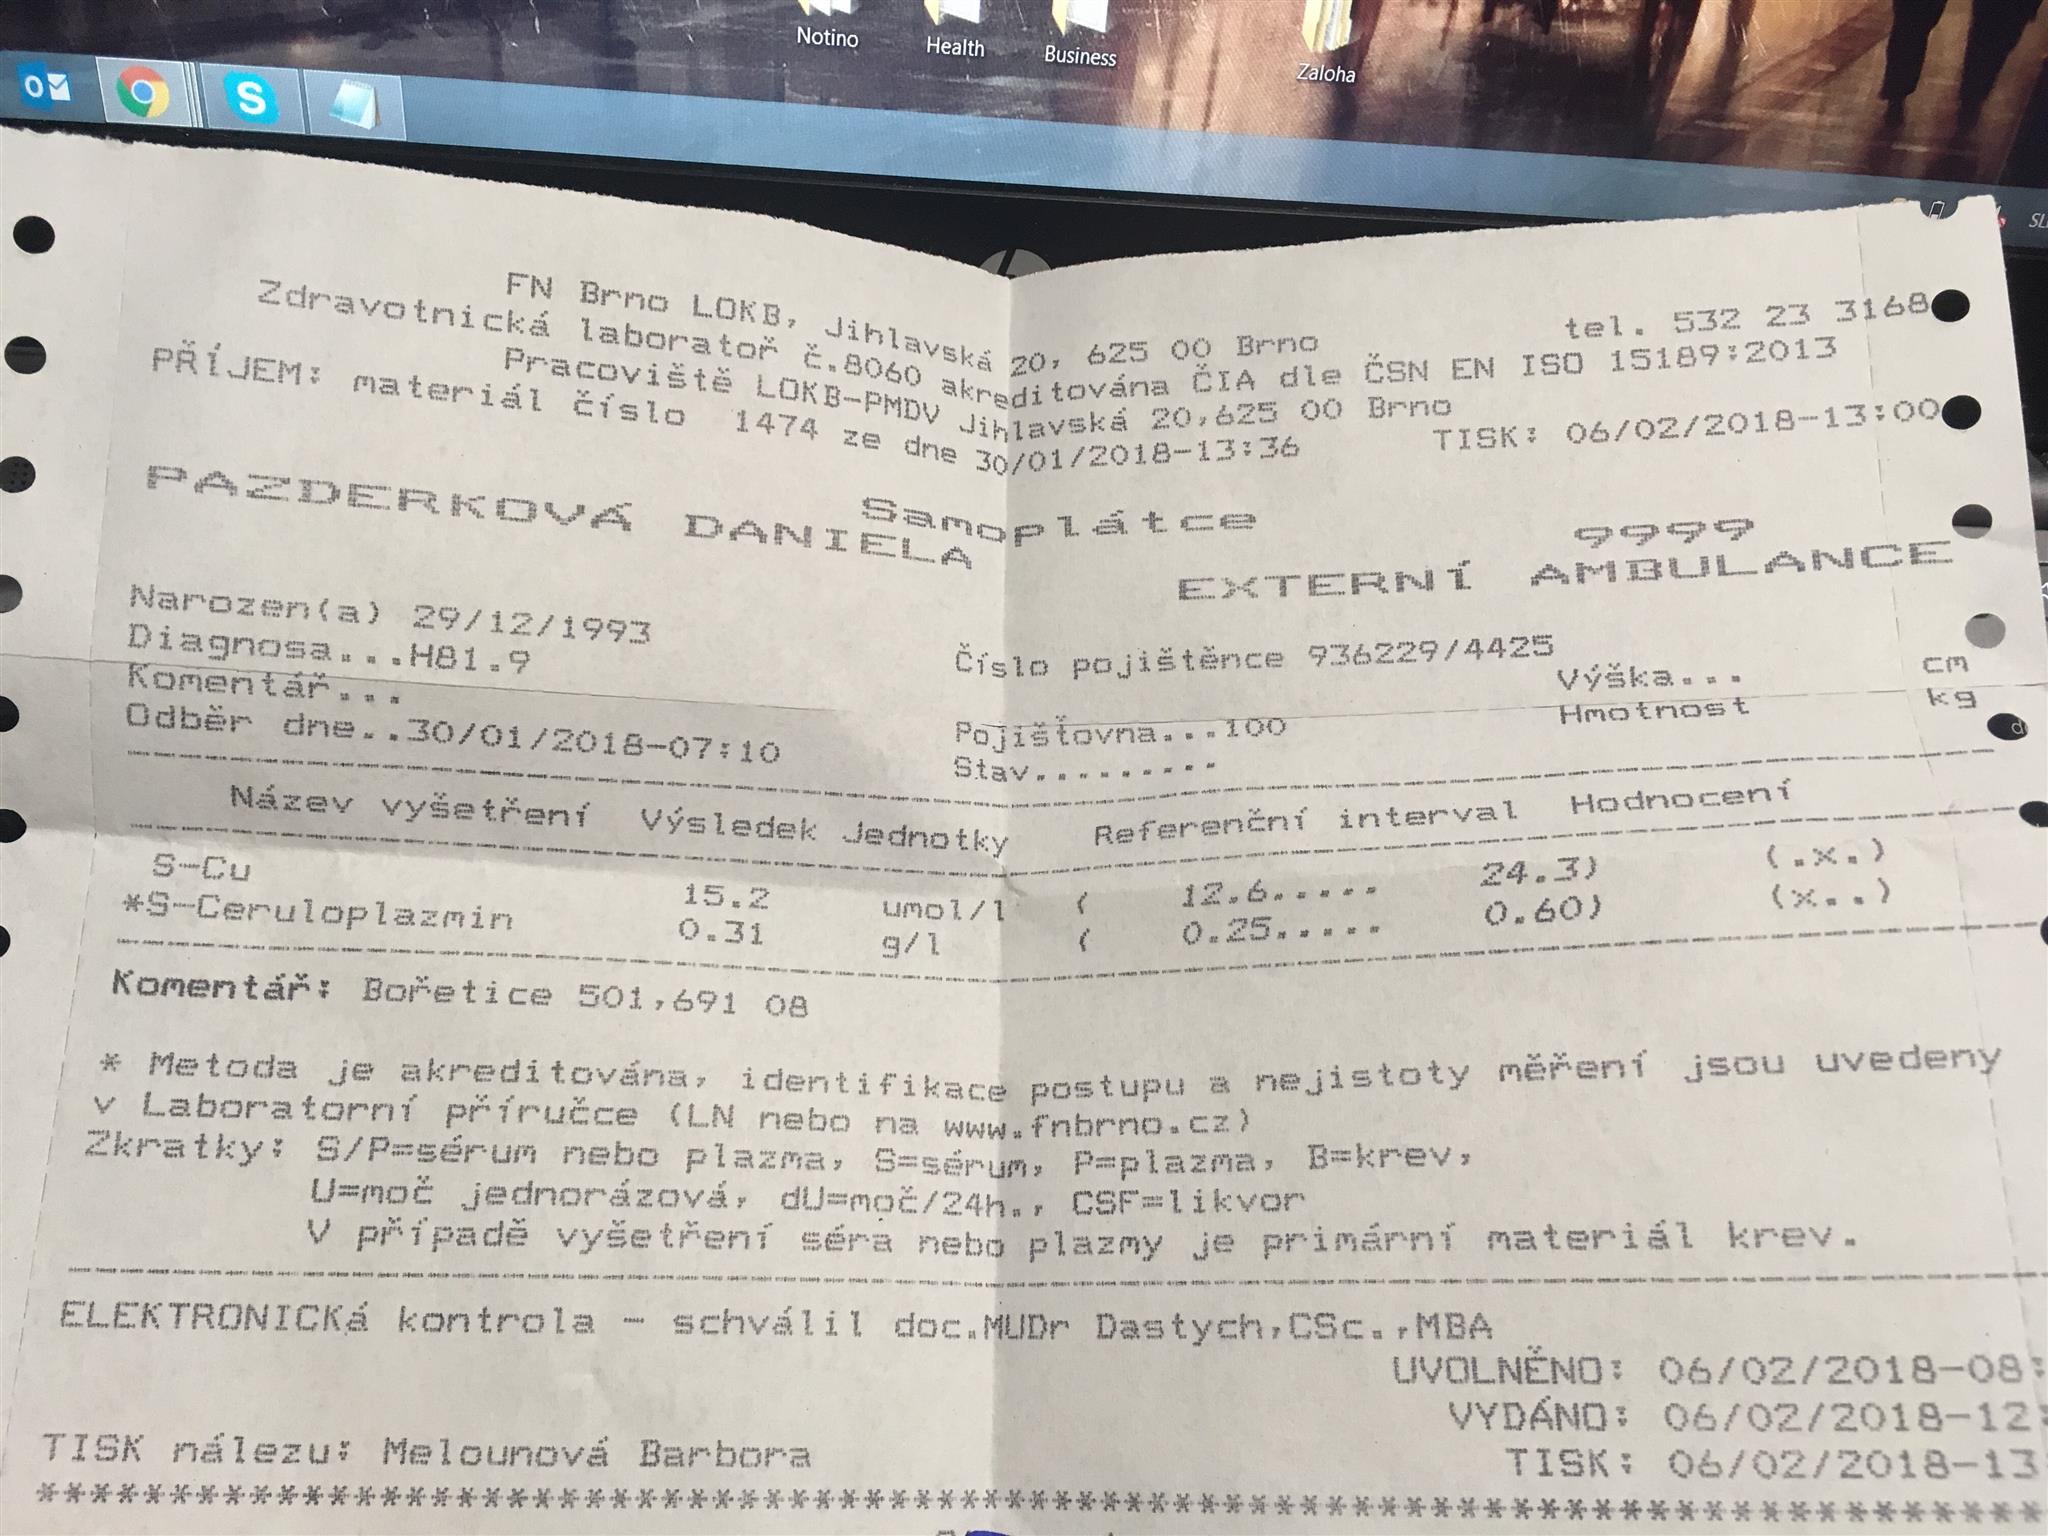 Notino
Health
Business
Zaloha
FN Brno LOKB, Jihlavská 20, 625 00 Brno tel. 532 23 3168
Zdravotnická laboratoř č.8060 akreditována ČIA dle ČSN EN ISO 15189:2013
Pracoviště LOKB-PMDV Jihlavská 20,625 00 Brno
PŘÍJEM: materiál číslo 1474 ze dne 30/01/2018-13:36 TISK: 06/02/2018-13:00
Samoplátce 9999
PAZDERKOVÁ DANIELA EXTERNÍ AMBULANCE
Narozen(a) 29/12/1993 Číslo pojištěnce 936229/4425
Diagnosa...H81.9 Výška... cm
Komentář... Hmotnost kg
Odběr dne..30/01/2018-07:10 Pojišťovna...100
Stav.........
Název vyšetření Výsledek Jednotky Referenční interval Hodnocení
S-Cu 15.2 umol/l ( 12.6..... 24.3) (.x.)
*S-Ceruloplazmin 0.31 g/l ( 0.25..... 0.60) (x..)
Komentář: Bořetice 501,691 08
* Metoda je akreditována, identifikace postupu a nejistoty měření jsou uvedeny
v Laboratorní příručce (LN nebo na www.fnbrno.cz)
Zkratky: S/P=sérum nebo plazma, S=sérum, P=plazma, B=krev,
U=moč jednorázová, dU=moč/24h., CSF=likvor
V případě vyšetření séra nebo plazmy je primární materiál krev.
ELEKTRONICKá kontrola - schválil doc.MUDr Dastych,CSc.,MBA
UVOLNĚNO: 06/02/2018-08:
VYDÁNO: 06/02/2018-12:
TISK nálezu: Melounová Barbora TISK: 06/02/2018-13
**********************************************************************